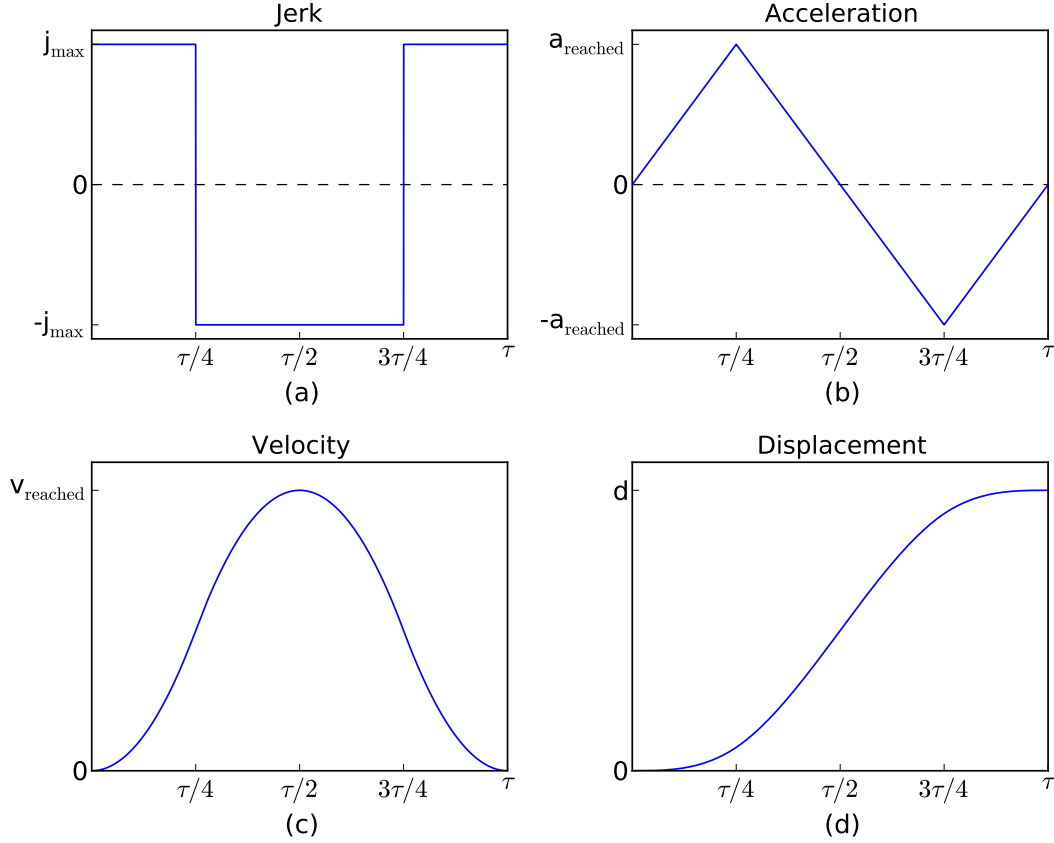 Jerk
j_max
0
-j_max
τ/4 τ/2 3τ/4 τ
(a)
Acceleration
a_reached
0
-a_reached
τ/4 τ/2 3τ/4 τ
(b)
Velocity
v_reached
0
τ/4 τ/2 3τ/4 τ
(c)
Displacement
d
0
τ/4 τ/2 3τ/4 τ
(d)